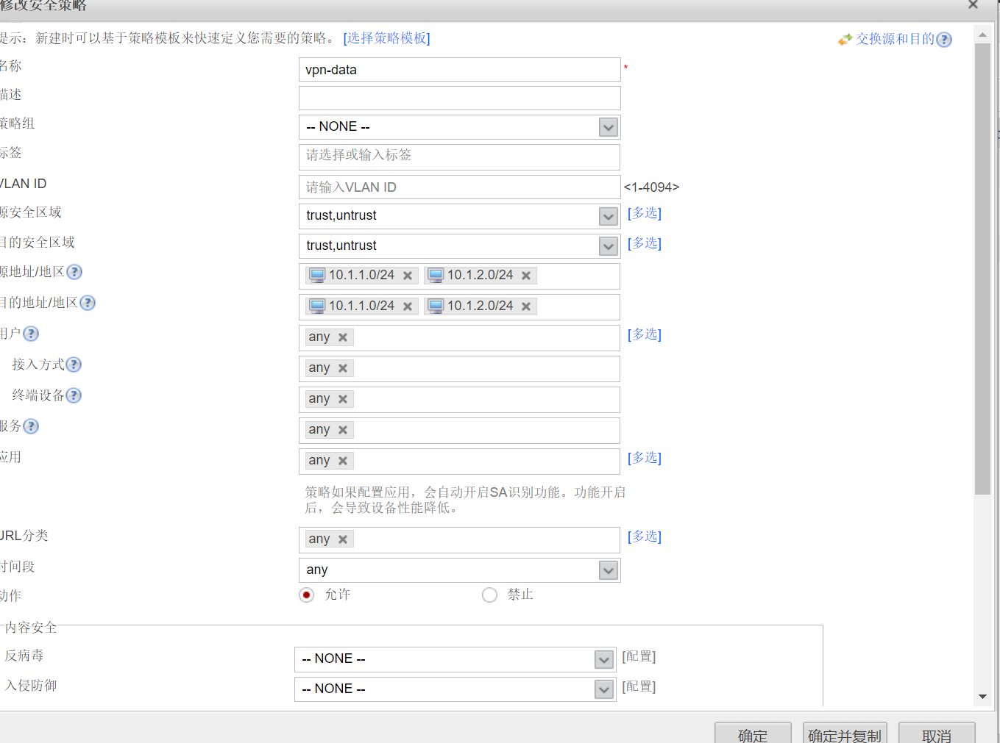 修改安全策略
提示：新建时可以基于策略模板来快速定义您需要的策略。 [选择策略模板] 交换源和目的
名称 vpn-data *
描述
策略组 -- NONE --
标签 请选择或输入标签
VLAN ID 请输入VLAN ID <1-4094>
源安全区域 trust,untrust [多选]
目的安全区域 trust,untrust [多选]
源地址/地区 10.1.1.0/24 10.1.2.0/24
目的地址/地区 10.1.1.0/24 10.1.2.0/24
用户 any [多选]
接入方式 any
终端设备 any
服务 any
应用 any [多选]
策略如果配置应用，会自动开启SA识别功能。功能开启
后，会导致设备性能降低。
URL分类 any [多选]
时间段 any
动作 允许 禁止
内容安全
反病毒 -- NONE -- [配置]
入侵防御 -- NONE -- [配置]
确定 确定并复制 取消